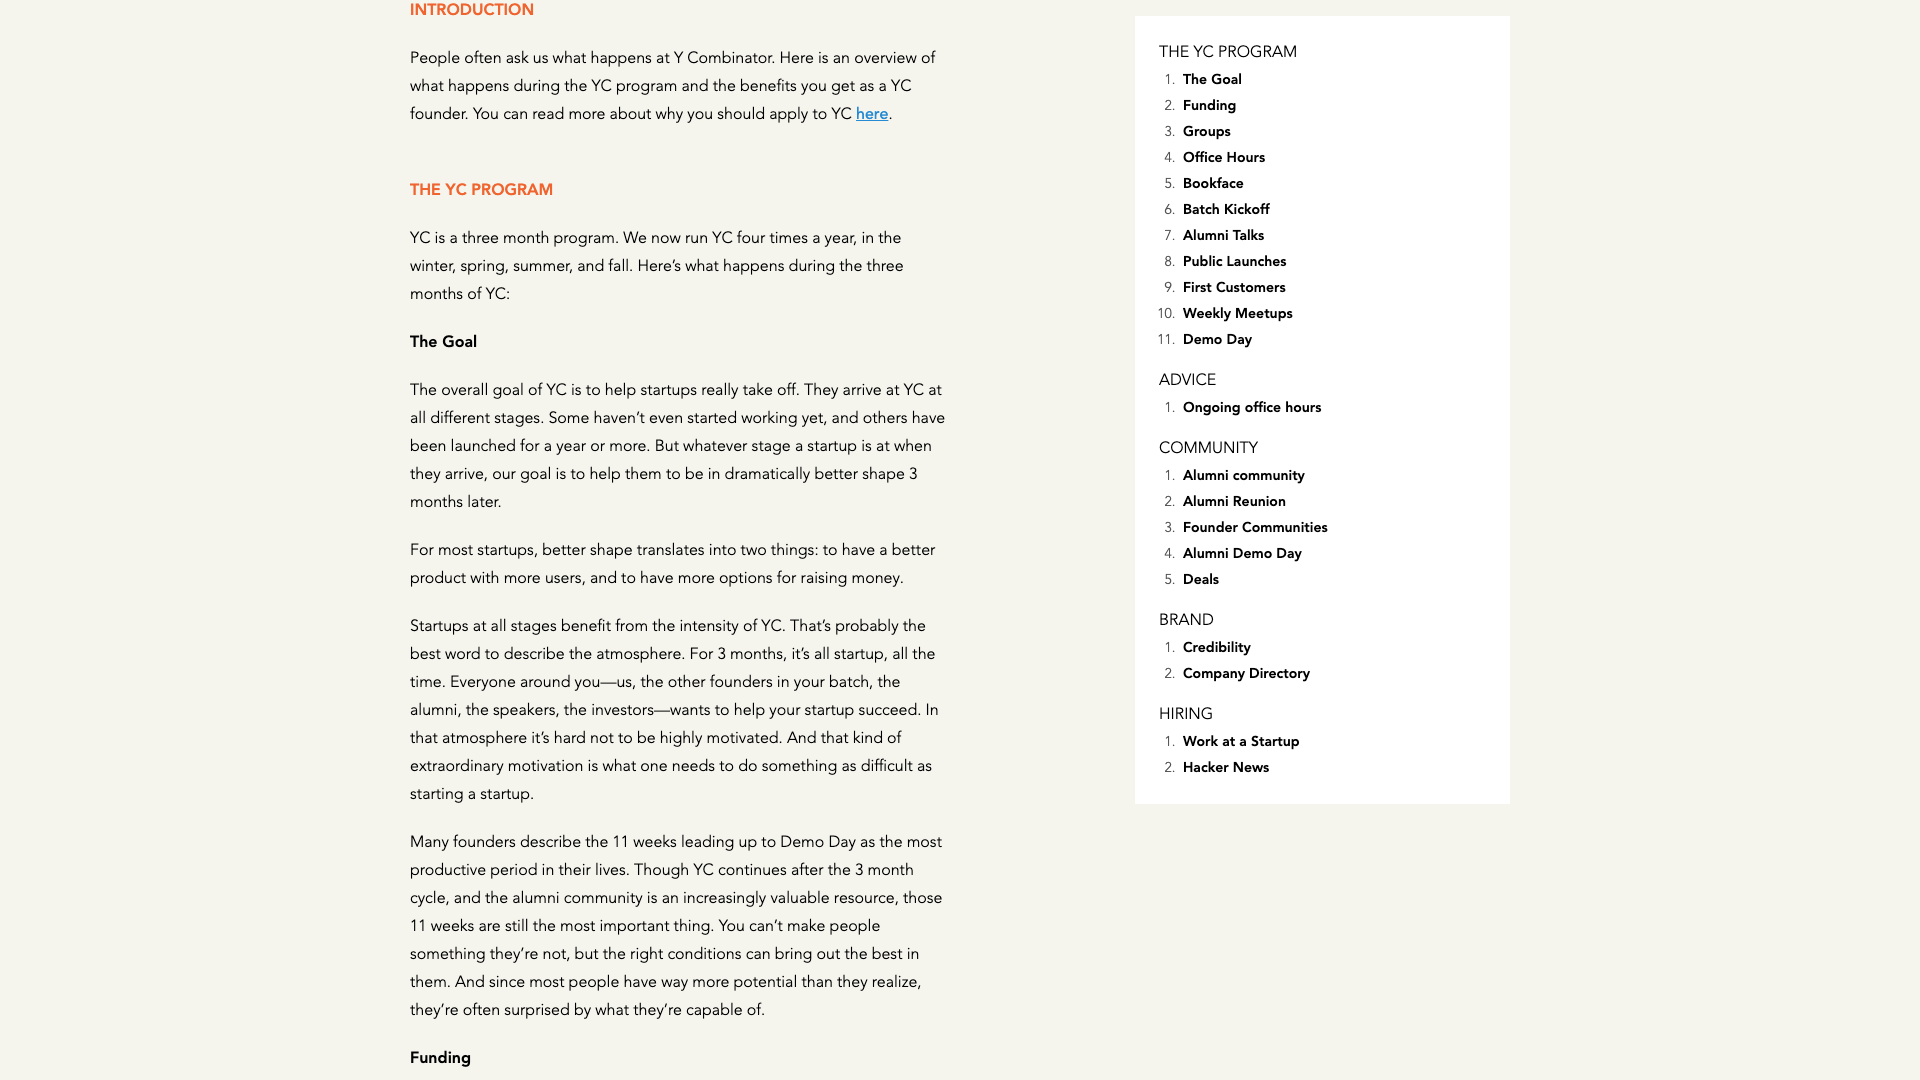 INTRODUCTION
People often ask us what happens at Y Combinator. Here is an overview of
what happens during the YC program and the benefits you get as a YC
founder. You can read more about why you should apply to YC here.
THE YC PROGRAM
YC is a three month program. We now run YC four times a year, in the
winter, spring, summer, and fall. Here’s what happens during the three
months of YC:
The Goal
The overall goal of YC is to help startups really take off. They arrive at YC at
all different stages. Some haven’t even started working yet, and others have
been launched for a year or more. But whatever stage a startup is at when
they arrive, our goal is to help them to be in dramatically better shape 3
months later.
For most startups, better shape translates into two things: to have a better
product with more users, and to have more options for raising money.
Startups at all stages benefit from the intensity of YC. That’s probably the
best word to describe the atmosphere. For 3 months, it’s all startup, all the
time. Everyone around you—us, the other founders in your batch, the
alumni, the speakers, the investors—wants to help your startup succeed. In
that atmosphere it’s hard not to be highly motivated. And that kind of
extraordinary motivation is what one needs to do something as difficult as
starting a startup.
Many founders describe the 11 weeks leading up to Demo Day as the most
productive period in their lives. Though YC continues after the 3 month
cycle, and the alumni community is an increasingly valuable resource, those
11 weeks are still the most important thing. You can’t make people
something they’re not, but the right conditions can bring out the best in
them. And since most people have way more potential than they realize,
they’re often surprised by what they’re capable of.
Funding
THE YC PROGRAM
1. The Goal
2. Funding
3. Groups
4. Office Hours
5. Bookface
6. Batch Kickoff
7. Alumni Talks
8. Public Launches
9. First Customers
10. Weekly Meetups
11. Demo Day
ADVICE
1. Ongoing office hours
COMMUNITY
1. Alumni community
2. Alumni Reunion
3. Founder Communities
4. Alumni Demo Day
5. Deals
BRAND
1. Credibility
2. Company Directory
HIRING
1. Work at a Startup
2. Hacker News